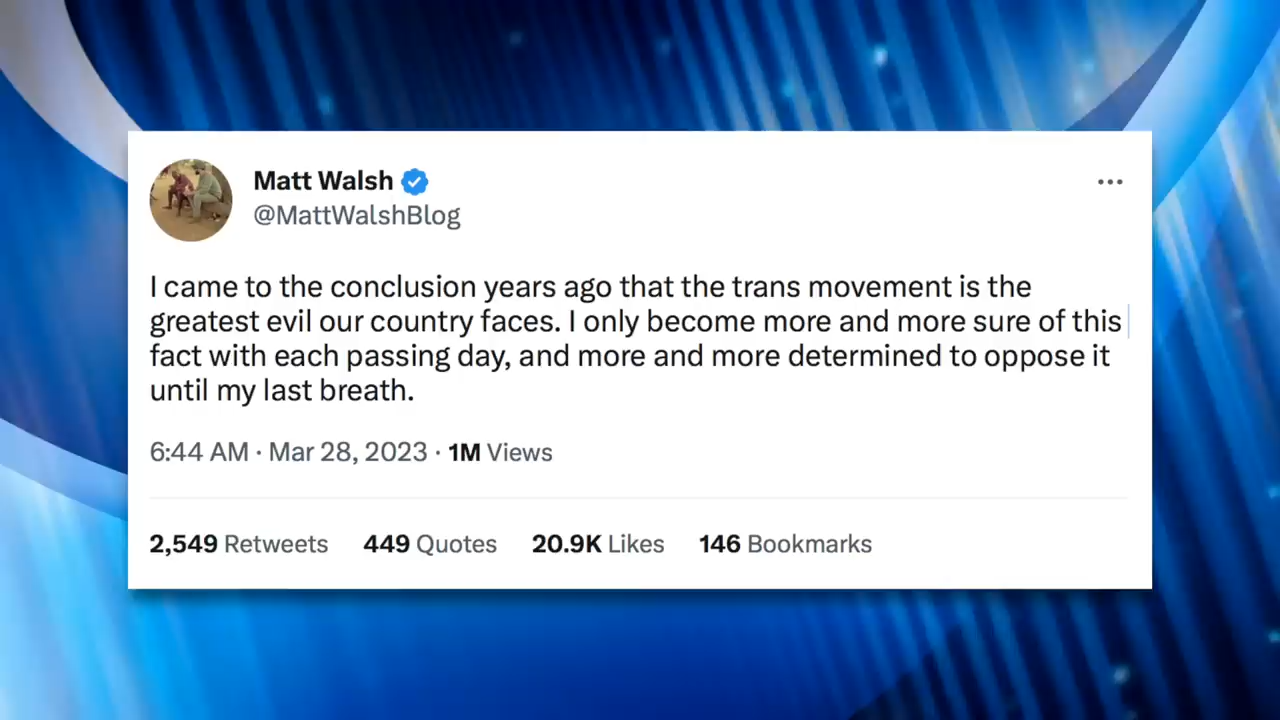 Matt Walsh
@MattWalshBlog
I came to the conclusion years ago that the trans movement is the
greatest evil our country faces. I only become more and more sure of this
fact with each passing day, and more and more determined to oppose it
until my last breath.
6:44 AM · Mar 28, 2023 · 1M Views
2,549 Retweets 449 Quotes 20.9K Likes 146 Bookmarks